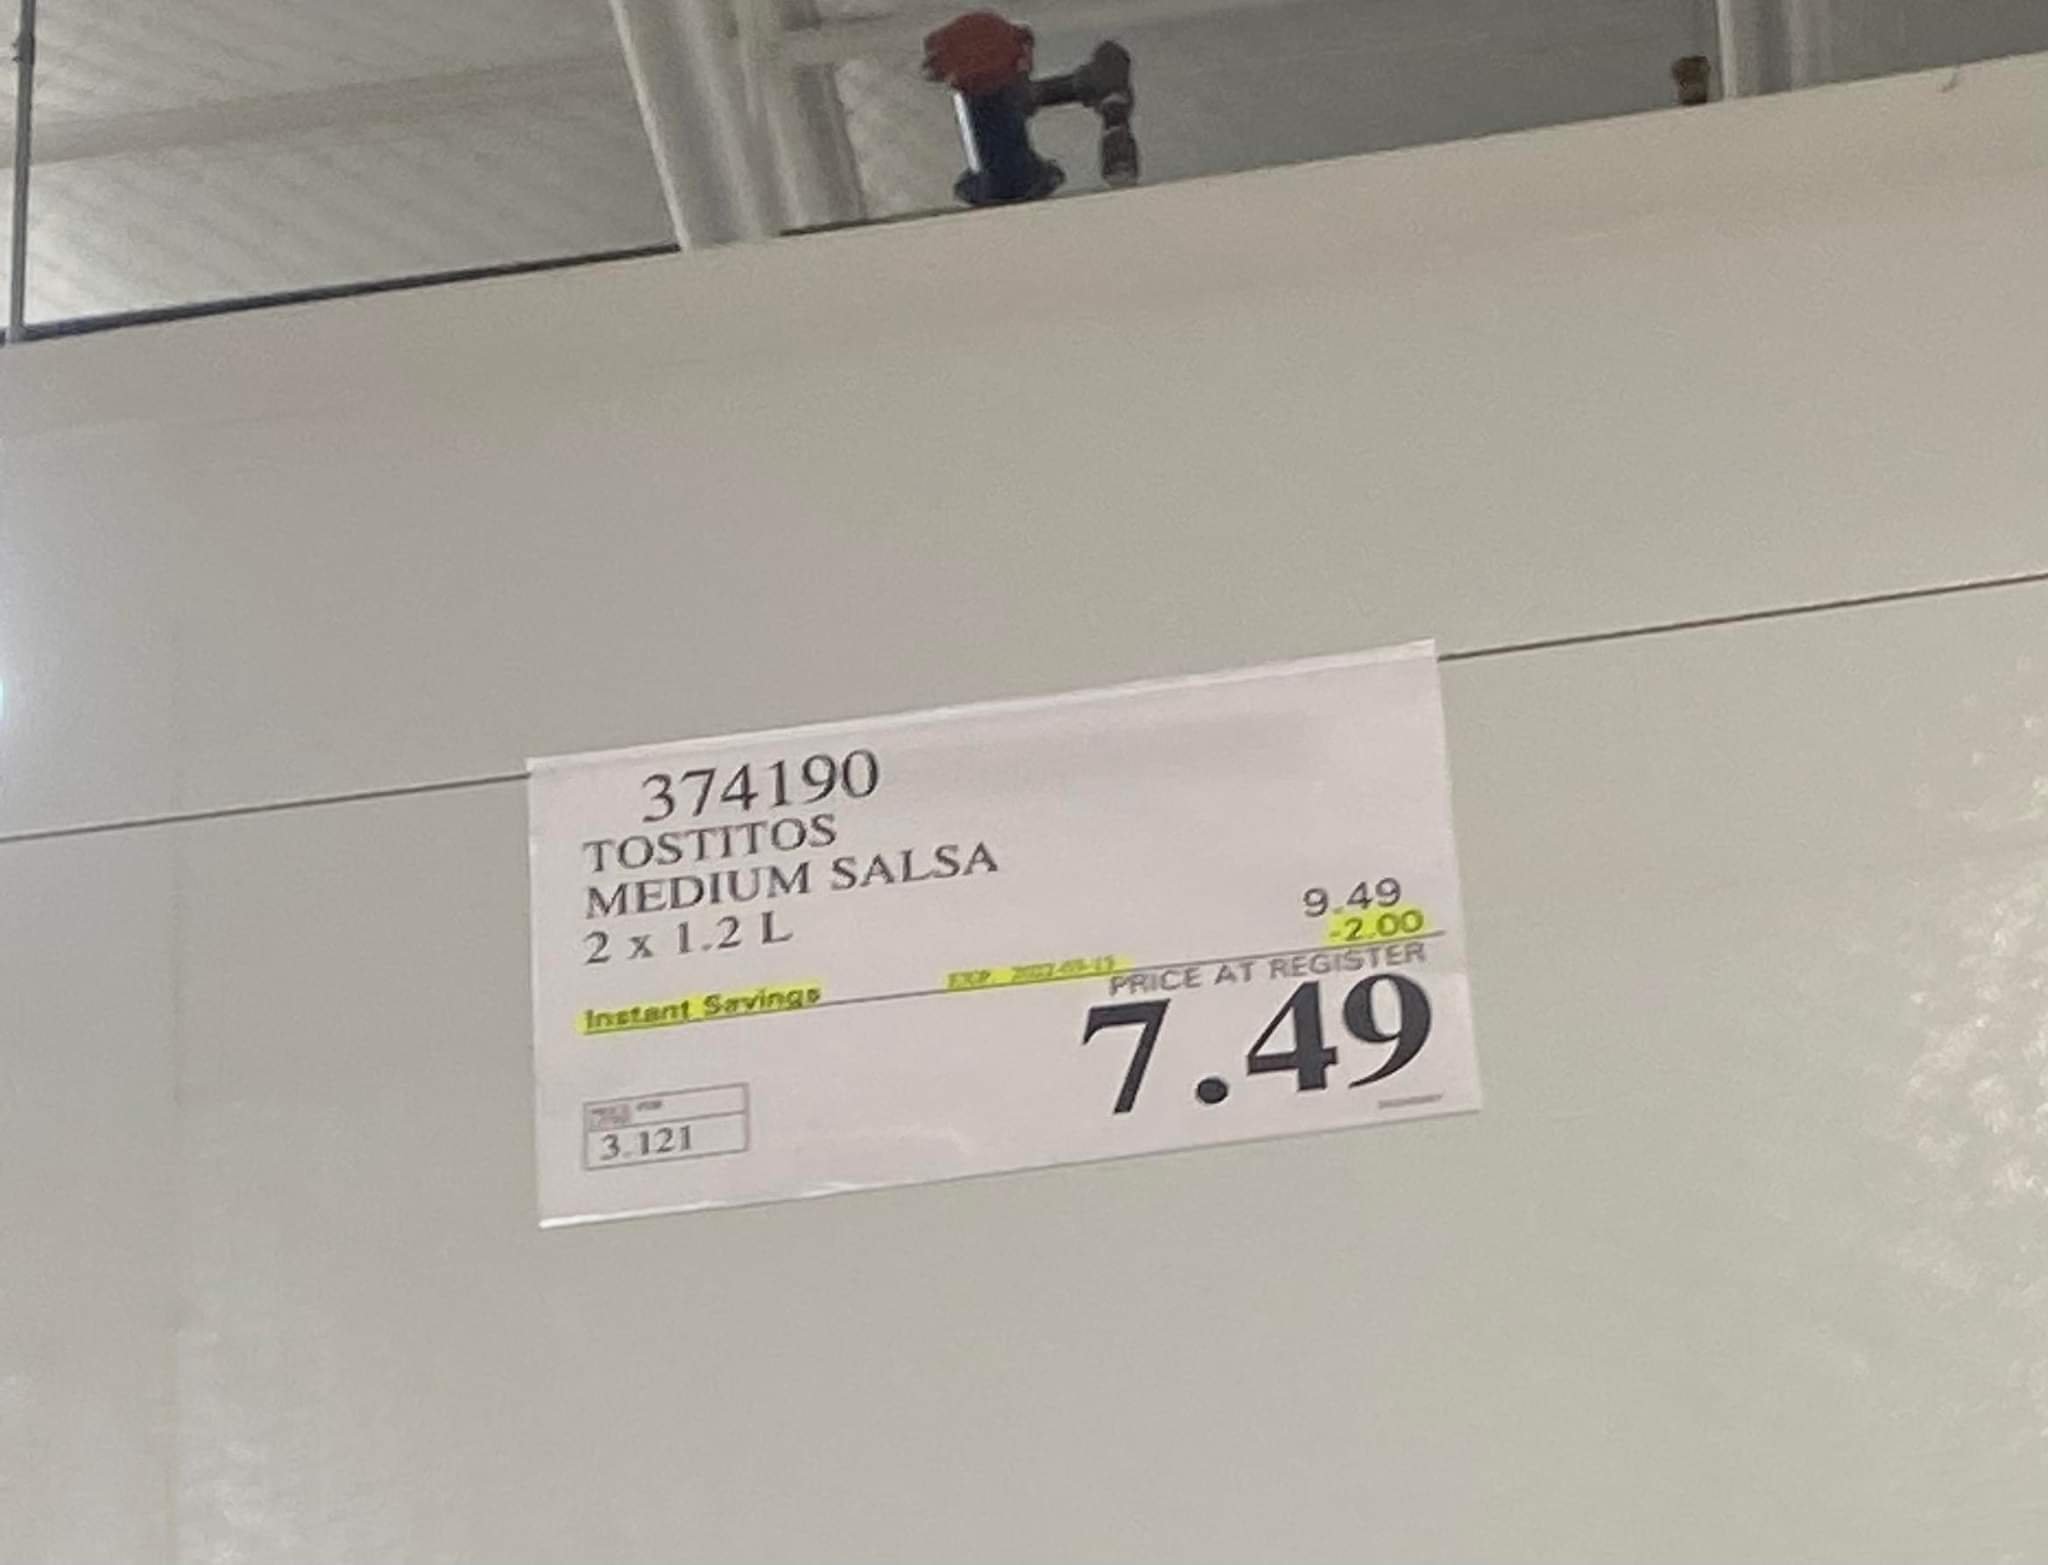 374190
TOSTITOS
MEDIUM SALSA
2 x 1.2 L
9.49
-2.00
Instant Savings
EXP.
PRICE AT REGISTER
7.49
3.121